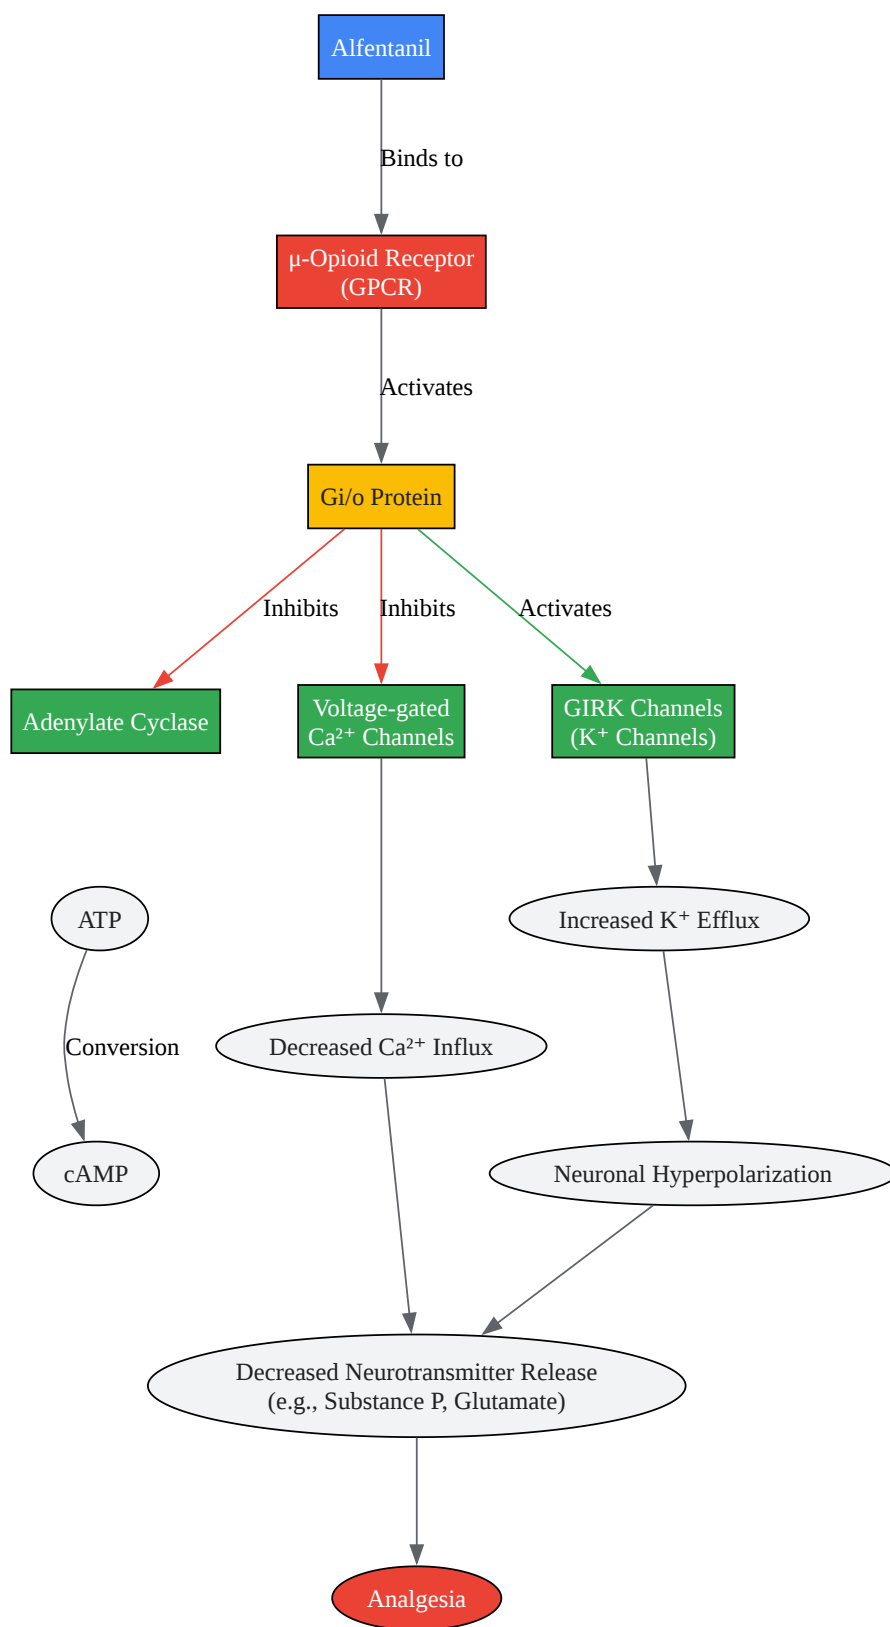 Alfentanil
Binds to
μ-Opioid Receptor
(GPCR)
Activates
Gi/o Protein
Inhibits
Inhibits
Activates
Adenylate Cyclase
Voltage-gated
Ca²⁺ Channels
GIRK Channels
(K⁺ Channels)
ATP
Increased K⁺ Efflux
Conversion
Decreased Ca²⁺ Influx
cAMP
Neuronal Hyperpolarization
Decreased Neurotransmitter Release
(e.g., Substance P, Glutamate)
Analgesia